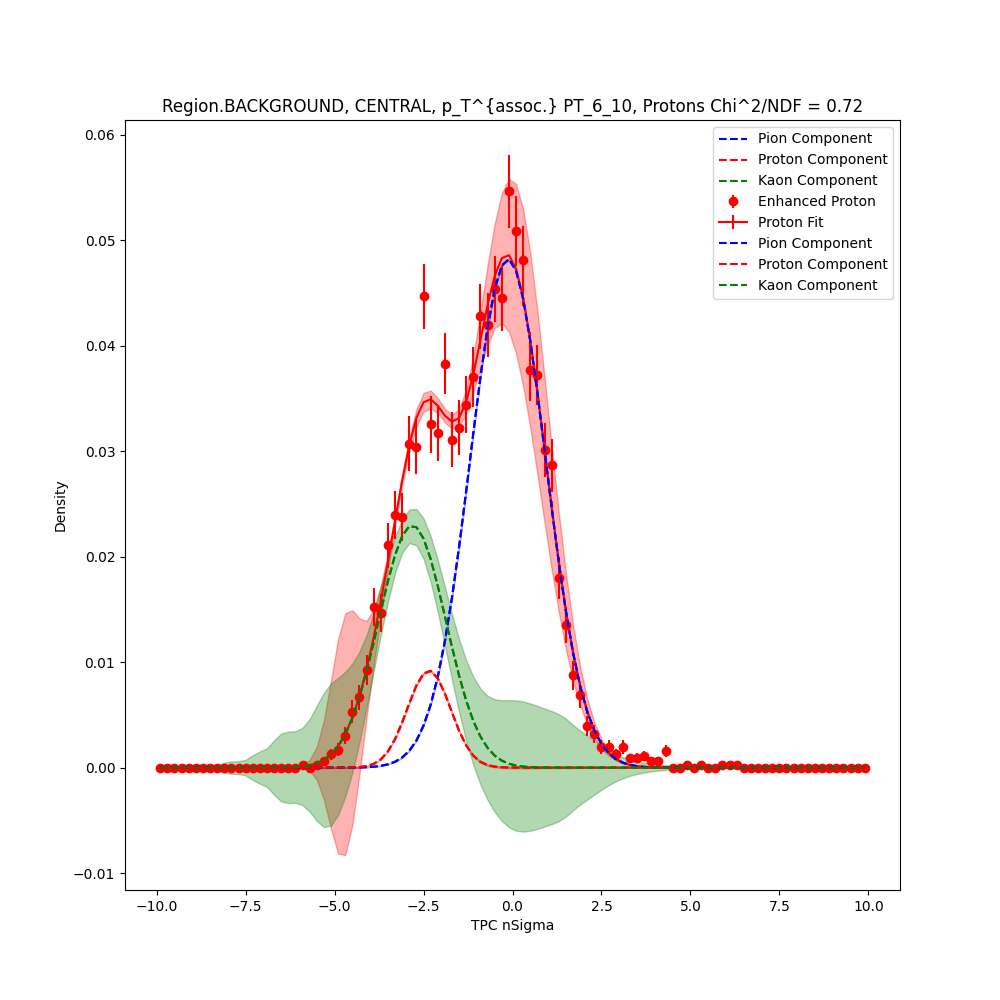 Region.BACKGROUND, CENTRAL, p_T^{assoc.} PT_6_10, Protons Chi^2/NDF = 0.72
Pion Component
Proton Component
Kaon Component
Enhanced Proton
Proton Fit
Pion Component
Proton Component
Kaon Component
0.06
0.05
0.04
0.03
0.02
0.01
0.00
−0.01
Density
−10.0 −7.5 −5.0 −2.5 0.0 2.5 5.0 7.5 10.0
TPC nSigma